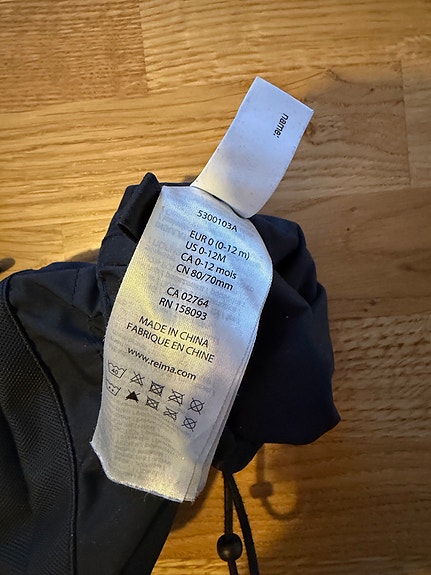 name:
5300103A
EUR 0 (0-12 m)
US 0-12M
CA 0-12 mois
CN 80/70mm
CA 02764
RN 158093
MADE IN CHINA
FABRIQUE EN CHINE
www.reima.com
40